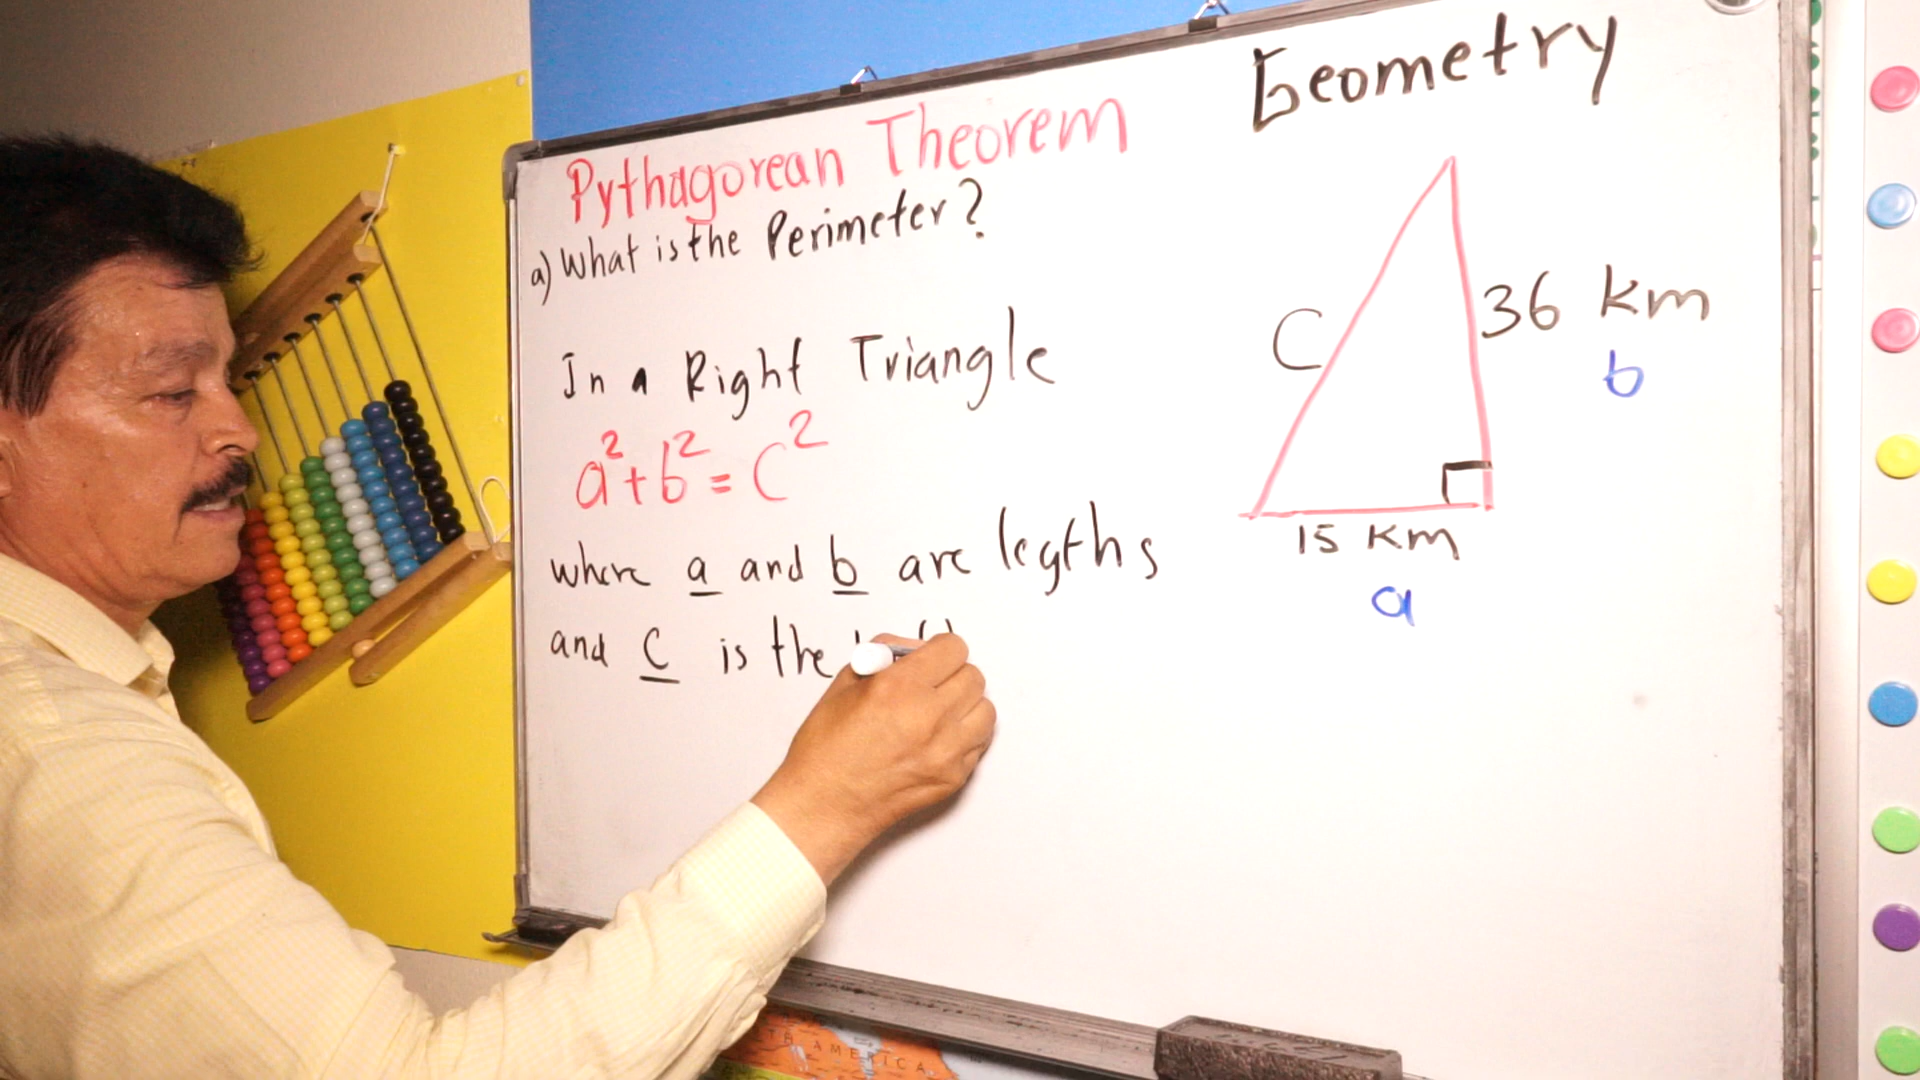 Geometry
Pythagorean Theorem
a) What is the Perimeter?
In a Right Triangle
a²+b²=C²
where a and b are legths
and C is the
C
36 km
b
15 Km
a
AMERICA